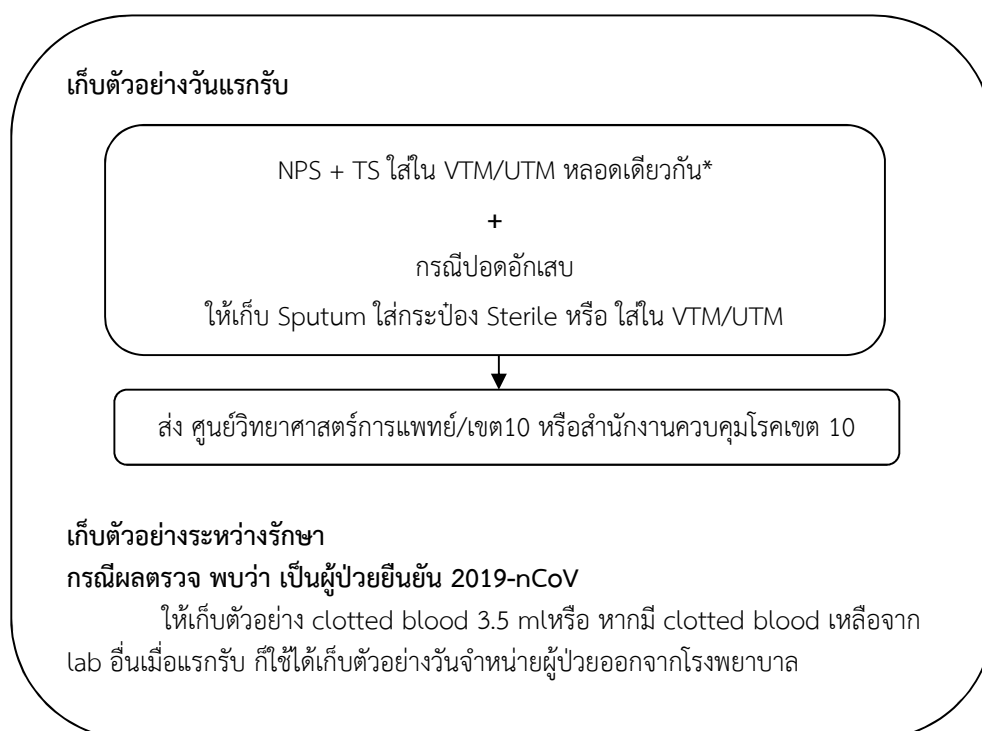 เก็บตัวอย่างวันแรกรับ
NPS + TS ใส่ใน VTM/UTM หลอดเดียวกัน*
+
กรณีปอดอักเสบ
ให้เก็บ Sputum ใส่กระป๋อง Sterile หรือ ใส่ใน VTM/UTM
ส่ง ศูนย์วิทยาศาสตร์การแพทย์/เขต10 หรือสำนักงานควบคุมโรคเขต 10
เก็บตัวอย่างระหว่างรักษา
กรณีผลตรวจ พบว่า เป็นผู้ป่วยยืนยัน 2019-nCoV
ให้เก็บตัวอย่าง clotted blood 3.5 mlหรือ หากมี clotted blood เหลือจาก
lab อื่นเมื่อแรกรับ ก็ใช้ได้เก็บตัวอย่างวันจำหน่ายผู้ป่วยออกจากโรงพยาบาล